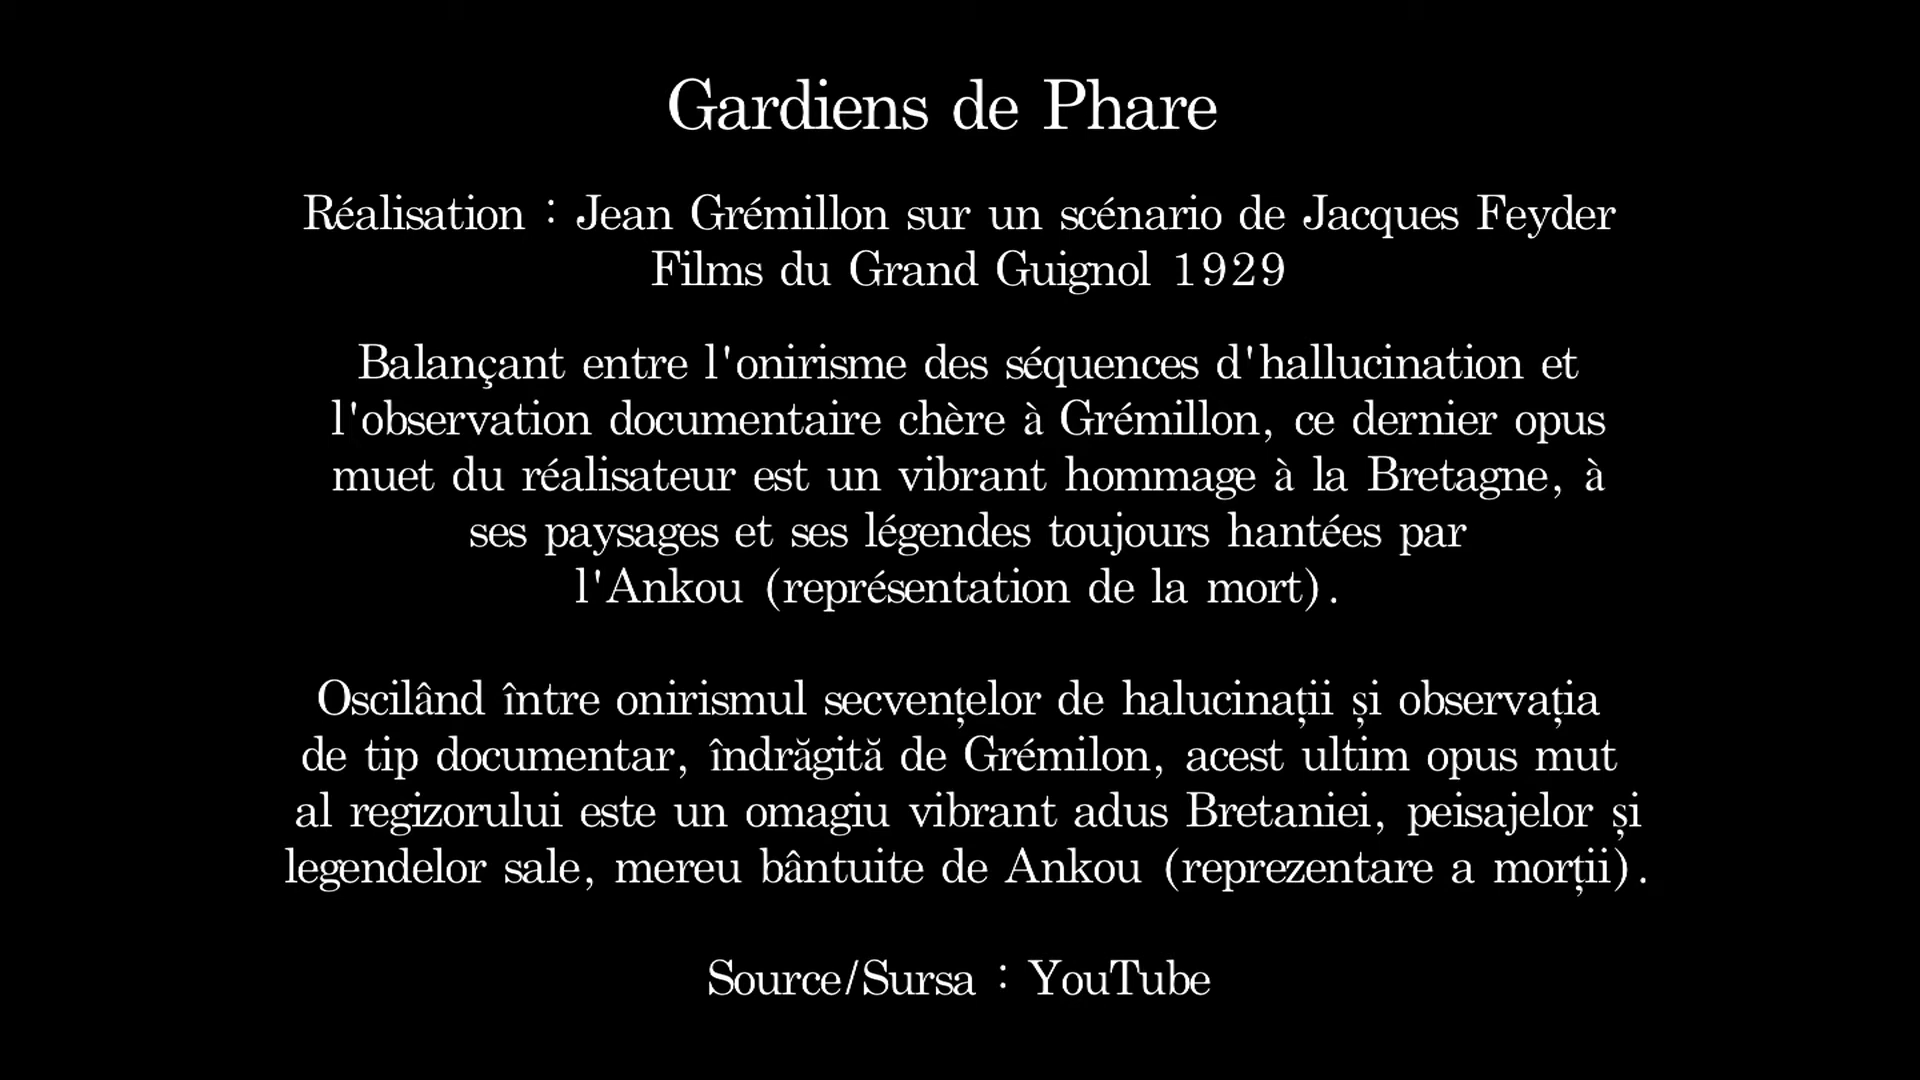 Gardiens de Phare
Réalisation : Jean Grémillon sur un scénario de Jacques Feyder
Films du Grand Guignol 1929
Balançant entre l'onirisme des séquences d'hallucination et
l'observation documentaire chère à Grémillon, ce dernier opus
muet du réalisateur est un vibrant hommage à la Bretagne, à
ses paysages et ses légendes toujours hantées par
l'Ankou (représentation de la mort).
Oscilând între onirismul secvențelor de halucinații și observația
de tip documentar, îndrăgită de Grémilon, acest ultim opus mut
al regizorului este un omagiu vibrant adus Bretaniei, peisajelor și
legendelor sale, mereu bântuite de Ankou (reprezentare a morții).
Source/Sursa : YouTube